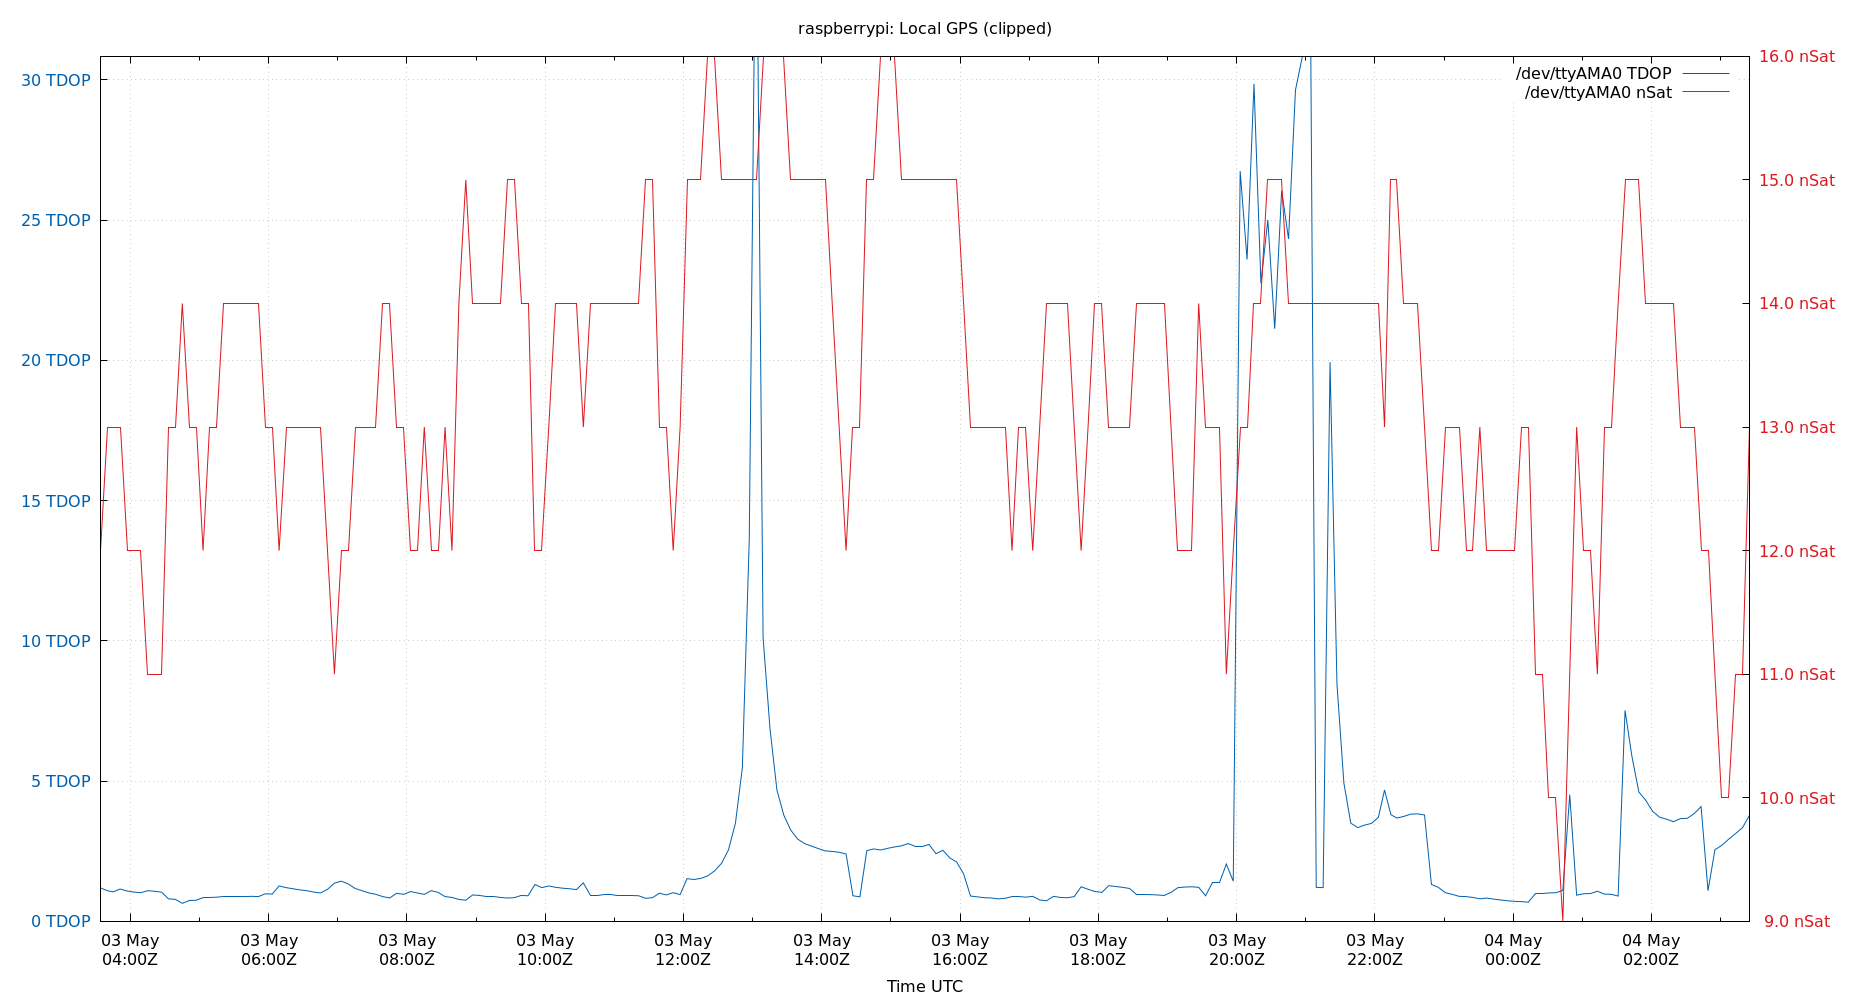 raspberrypi: Local GPS (clipped)
30 TDOP
25 TDOP
20 TDOP
15 TDOP
10 TDOP
5 TDOP
0 TDOP
/dev/ttyAMA0 TDOP
/dev/ttyAMA0 nSat
16.0 nSat
15.0 nSat
14.0 nSat
13.0 nSat
12.0 nSat
11.0 nSat
10.0 nSat
9.0 nSat
03 May 03 May 03 May 03 May 03 May 03 May 03 May 03 May 03 May 03 May 04 May 04 May
04:00Z 06:00Z 08:00Z 10:00Z 12:00Z 14:00Z 16:00Z 18:00Z 20:00Z 22:00Z 00:00Z 02:00Z
Time UTC